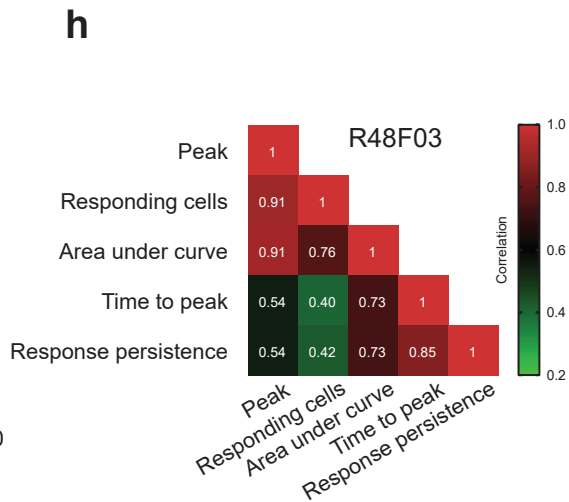 h
R48F03
Peak
1
Responding cells
0.91 1
Area under curve
0.91 0.76 1
Time to peak
0.54 0.40 0.73 1
Response persistence
0.54 0.42 0.73 0.85 1
Peak
Responding cells
Area under curve
Time to peak
Response persistence
Correlation
1.0
0.8
0.6
0.4
0.2
0